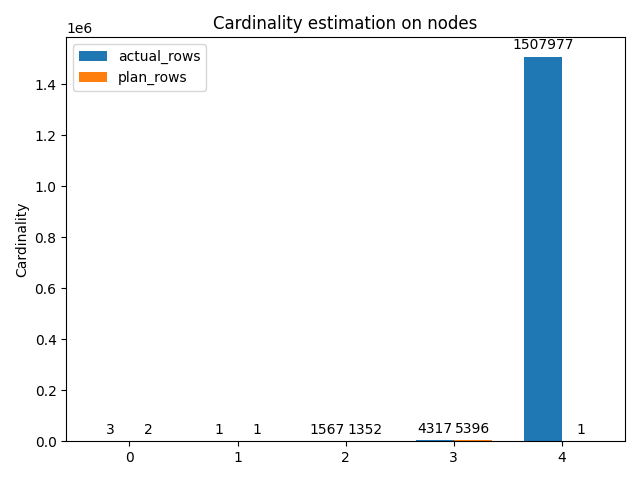 Cardinality estimation on nodes
1e6
actual_rows
plan_rows
1507977
1.4
1.2
1.0
0.8
0.6
0.4
0.2
0.0
Cardinality
3 2 1 1 1567 1352 4317 5396 1
0 1 2 3 4